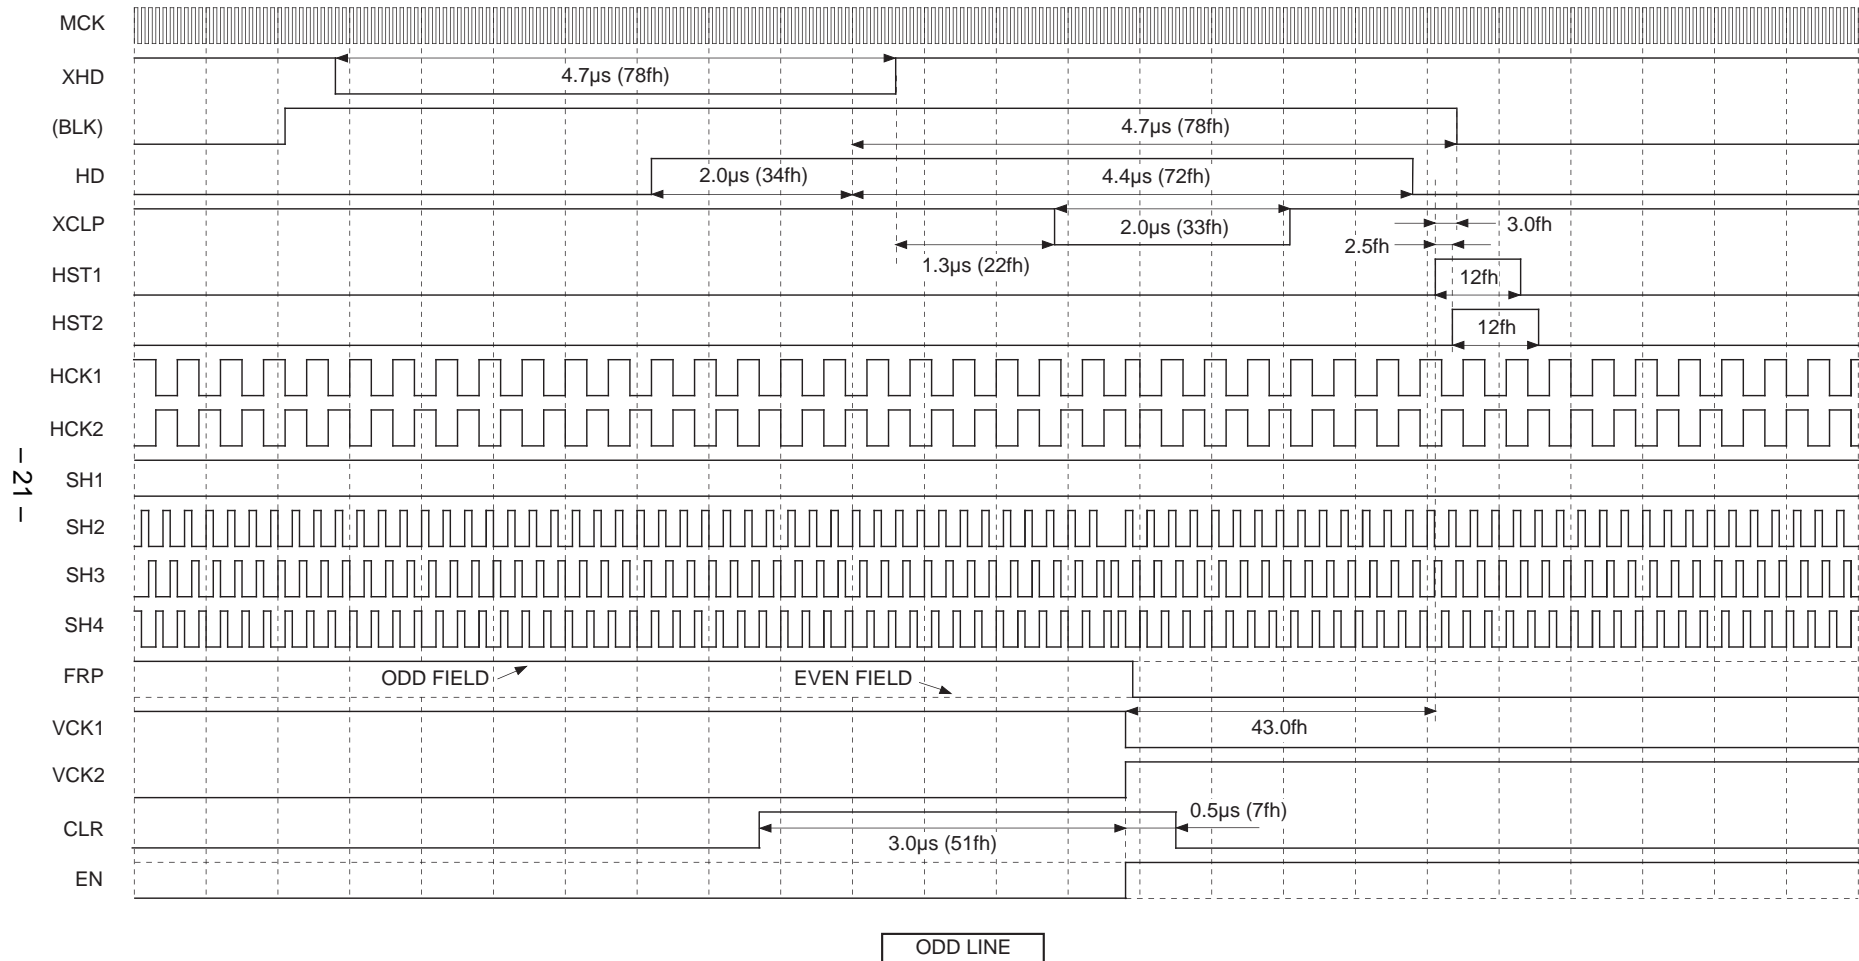 MCK
XHD
4.7µs (78fh)
(BLK)
4.7µs (78fh)
HD
2.0µs (34fh)
4.4µs (72fh)
XCLP
2.0µs (33fh)
3.0fh
2.5fh
1.3µs (22fh)
HST1
12fh
HST2
12fh
HCK1
HCK2
SH1
SH2
SH3
SH4
FRP
ODD FIELD
EVEN FIELD
VCK1
43.0fh
VCK2
CLR
0.5µs (7fh)
3.0µs (51fh)
EN
ODD LINE
– 21 –